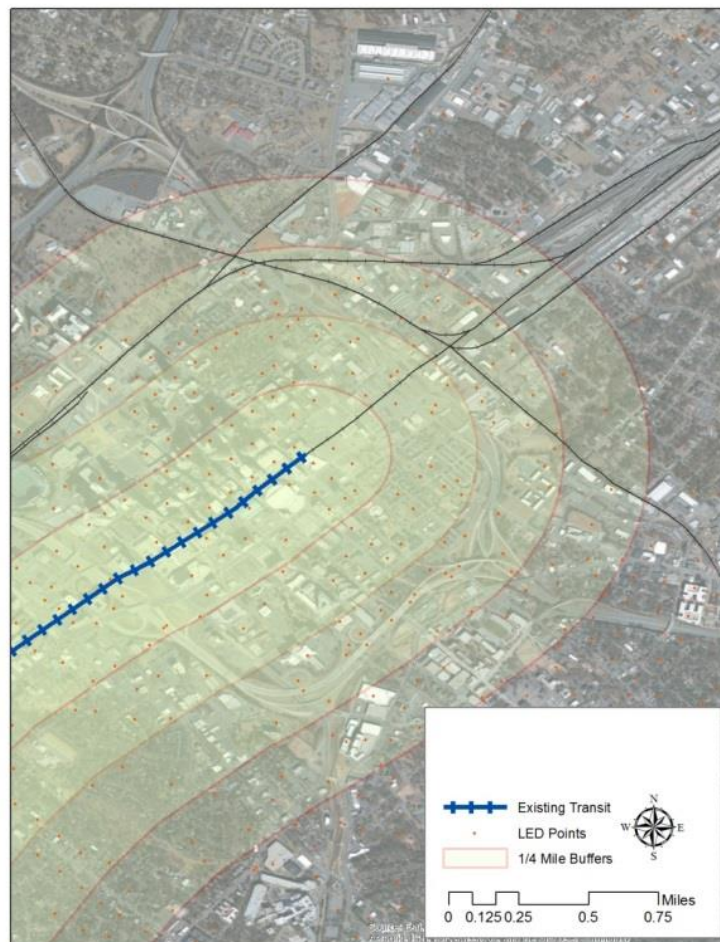 Existing Transit
LED Points
1/4 Mile Buffers
N
W E
S
Miles
0 0.125 0.25 0.5 0.75